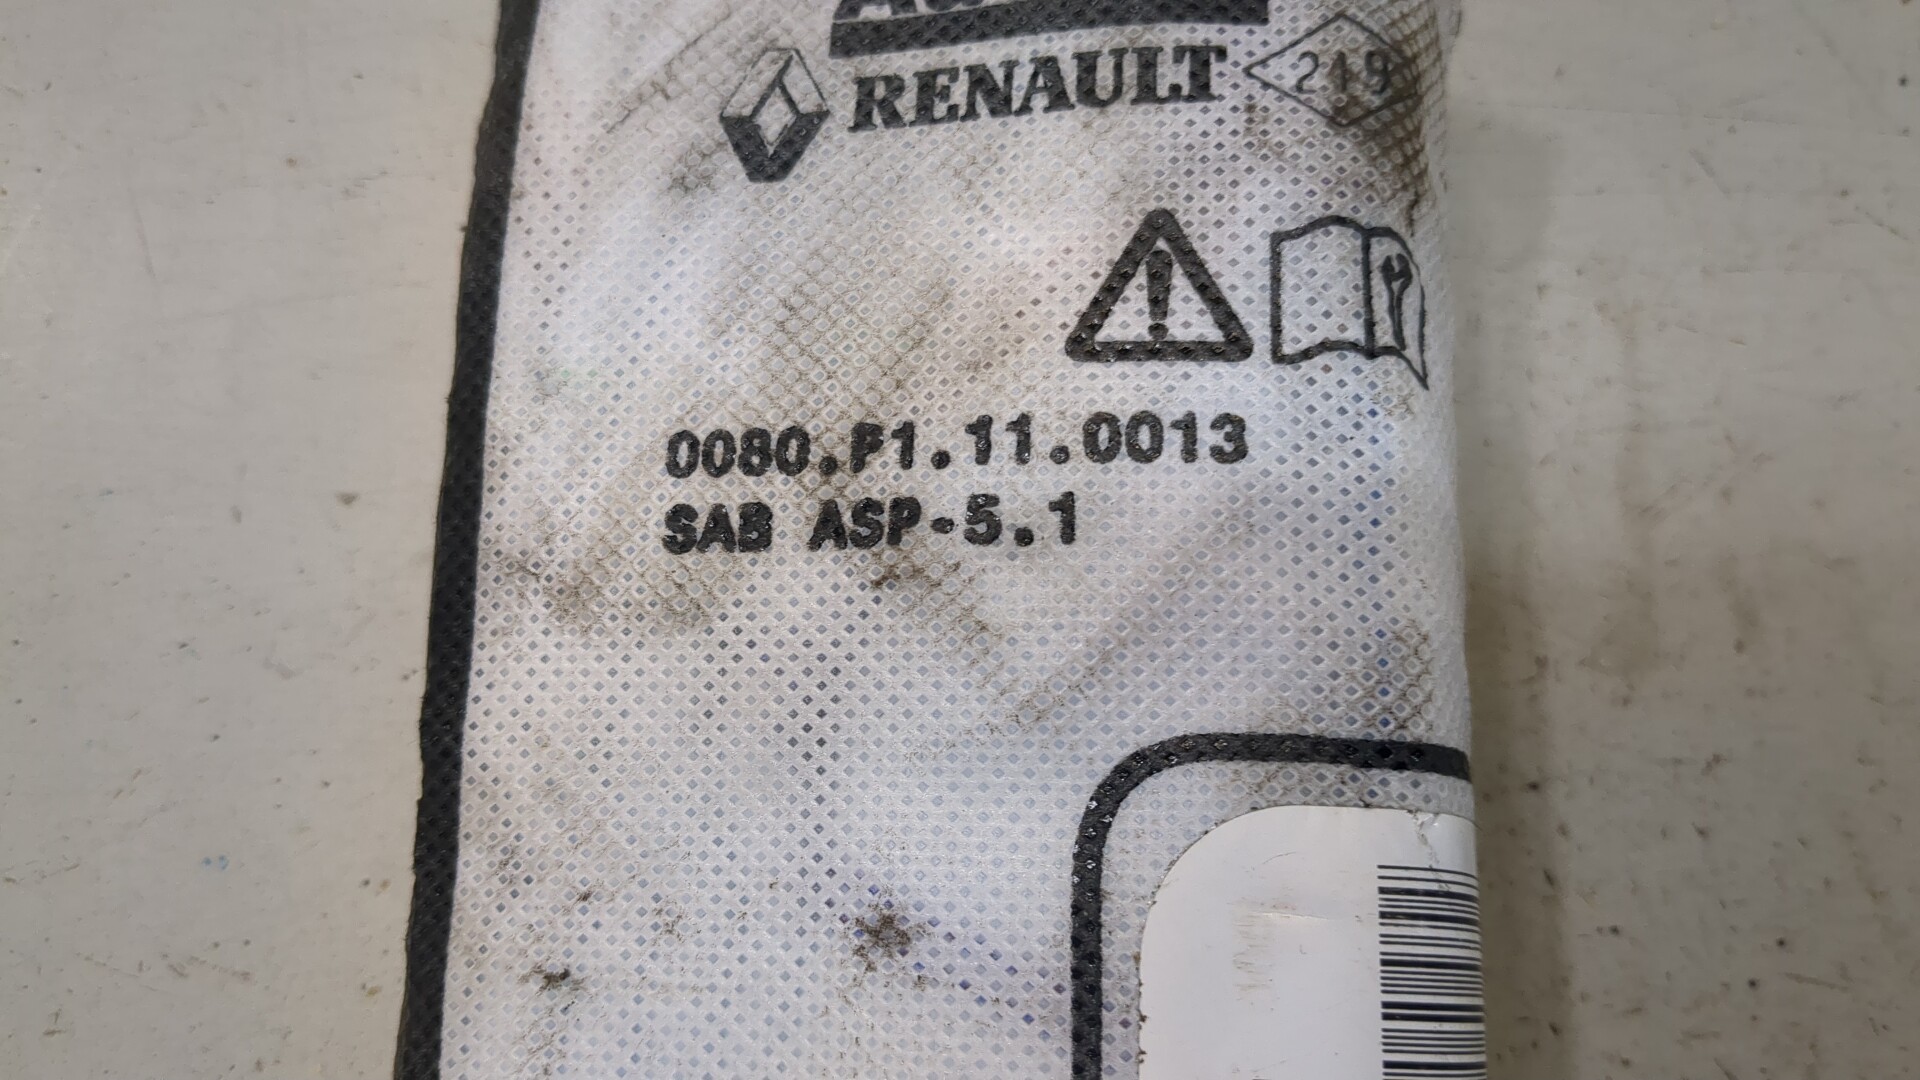 RENAULT 219
0080.P1.11.0013
SAB ASP-5.1